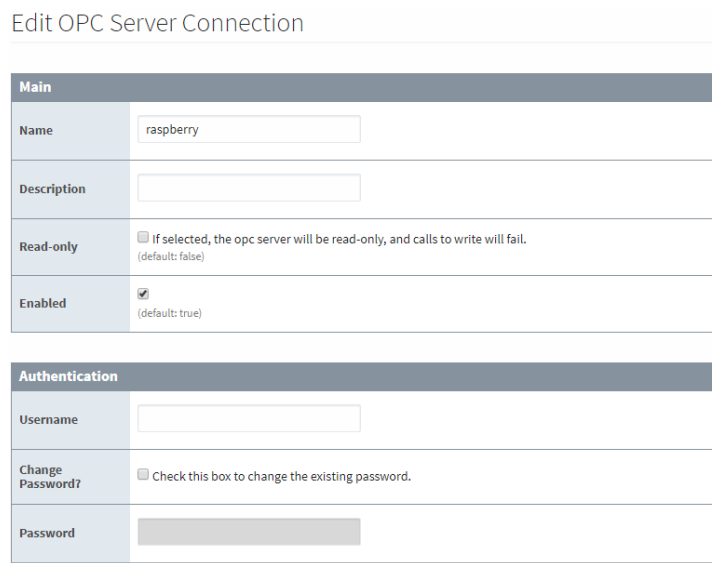 Edit OPC Server Connection
Main
Name
raspberry
Description
Read-only
If selected, the opc server will be read-only, and calls to write will fail.
(default: false)
Enabled
(default: true)
Authentication
Username
Change
Password?
Check this box to change the existing password.
Password